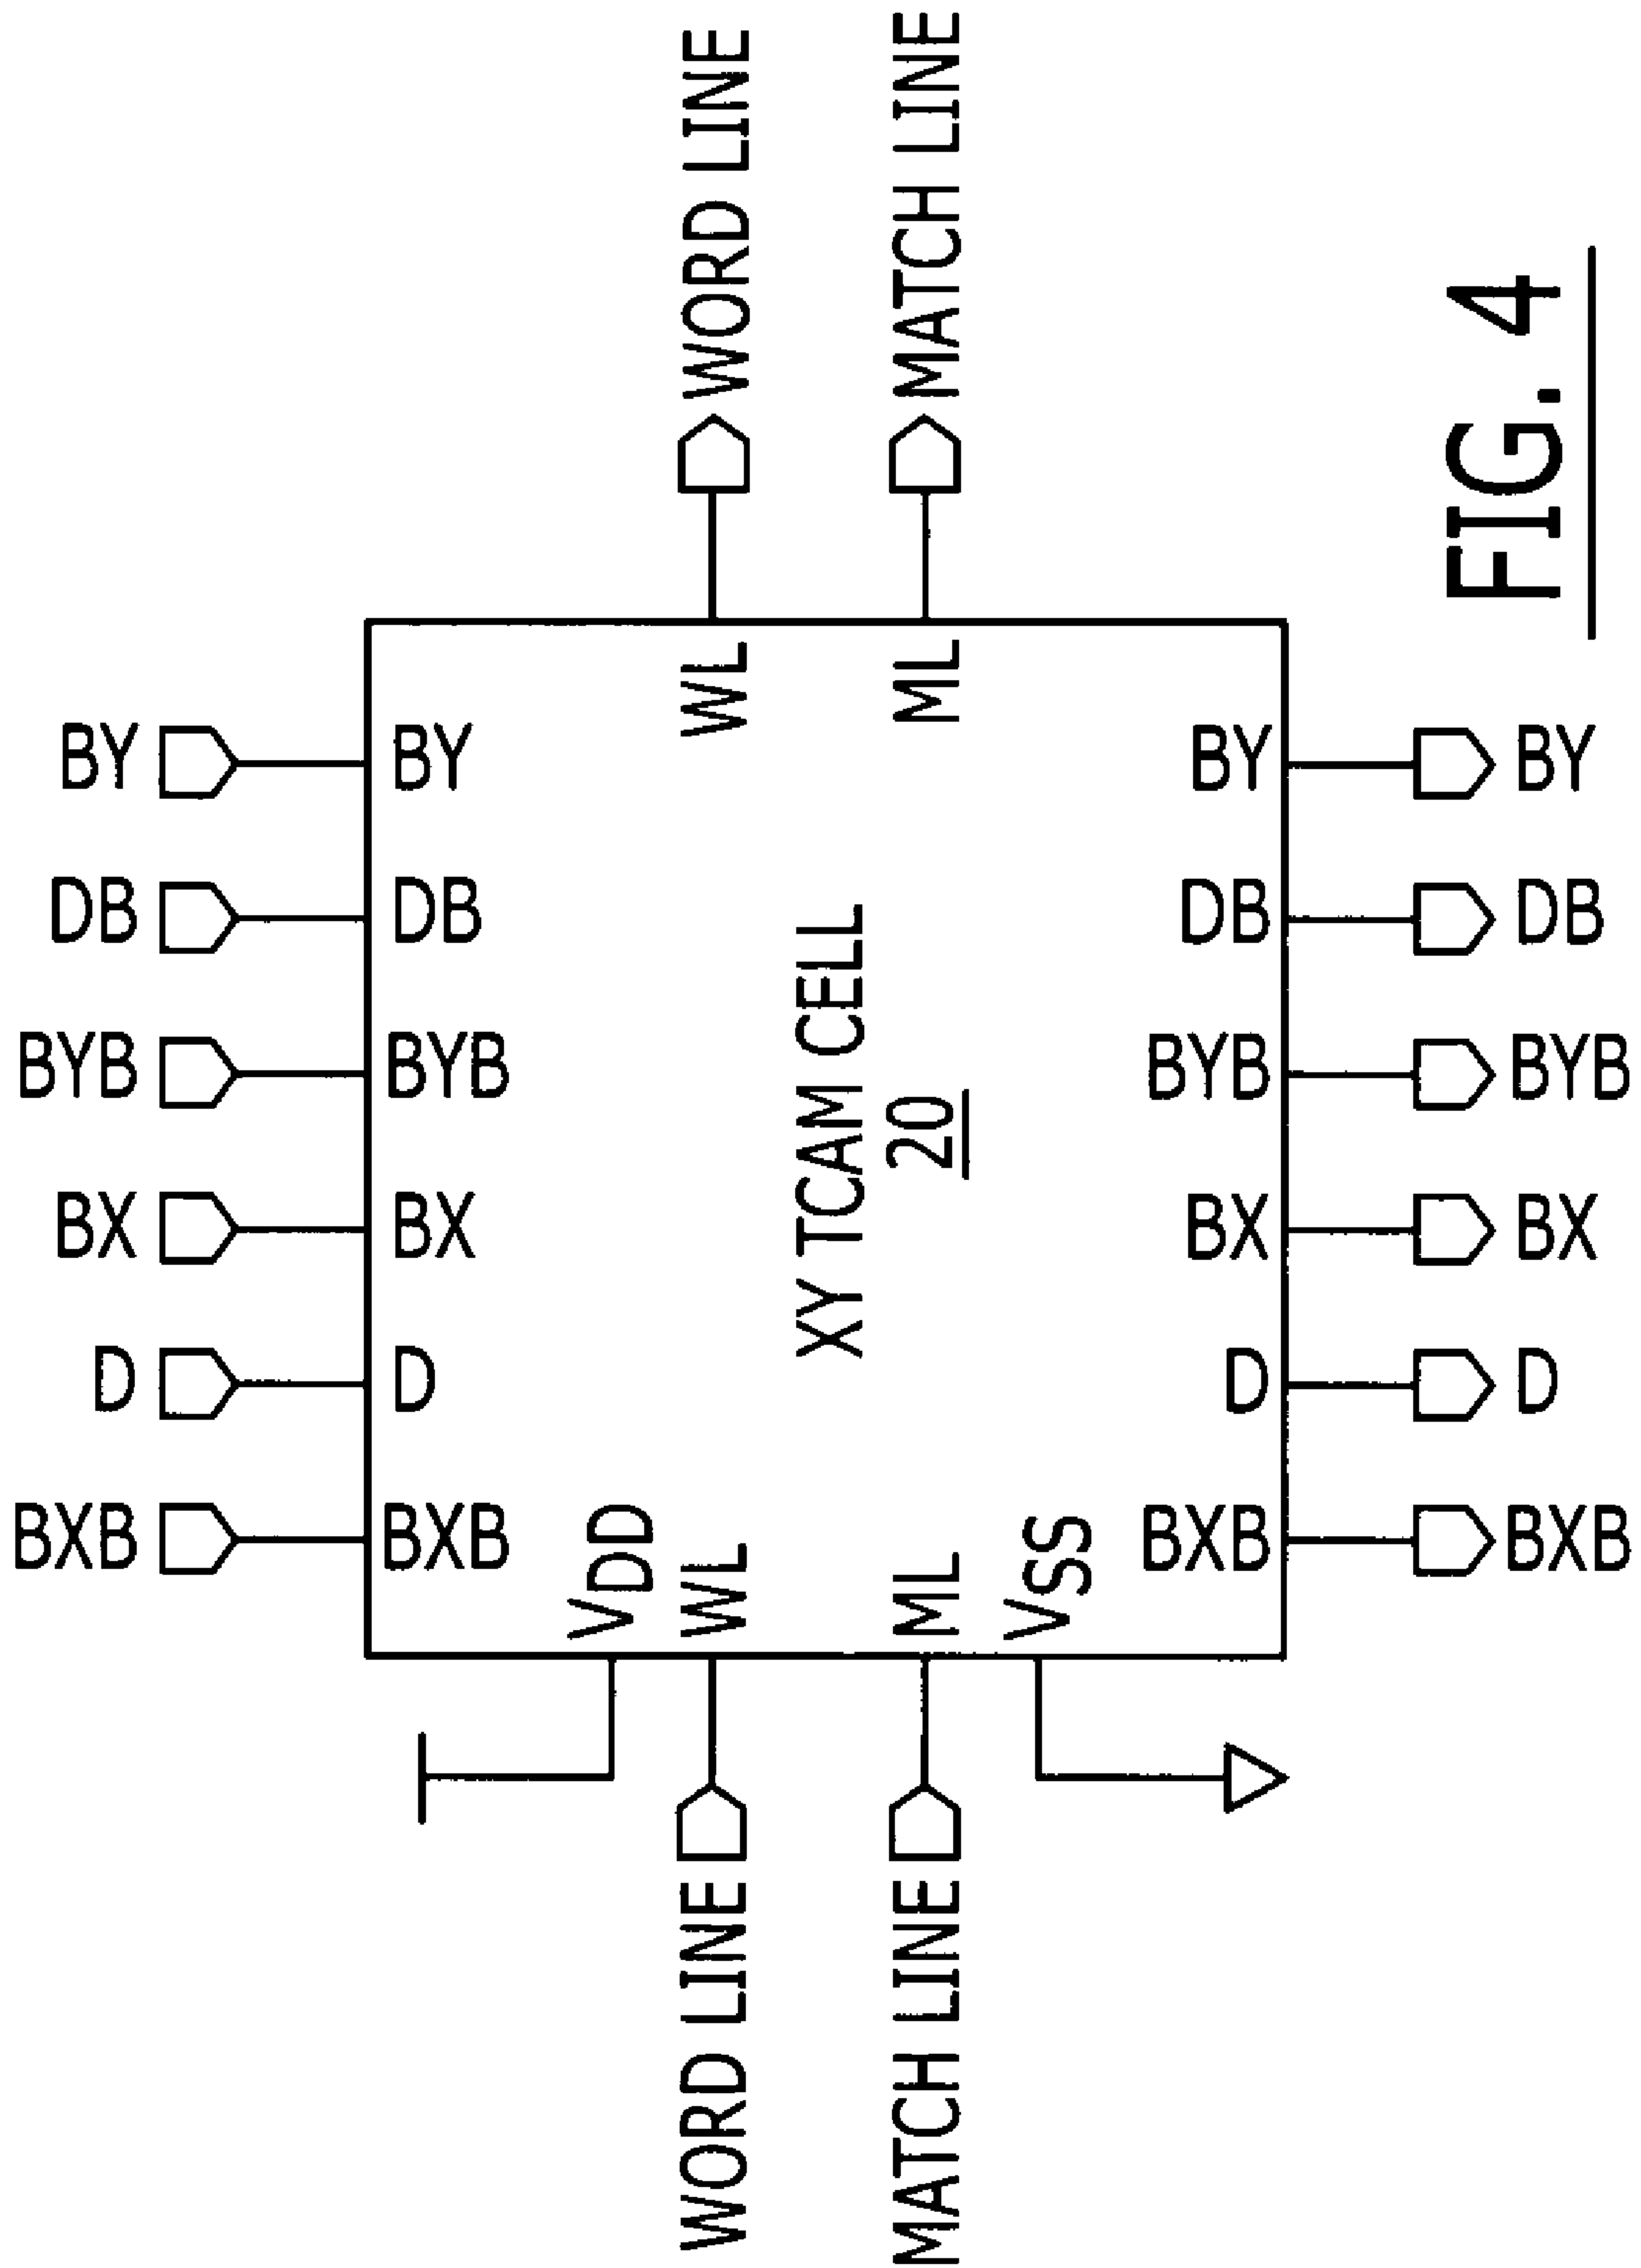 BXB
D
BX
BYB
DB
BY
BXB
D
BX
BYB
DB
BY
VDD
WORD LINE
WL
WL
WORD LINE
XY TCAM CELL
20
MATCH LINE
ML
ML
MATCH LINE
VSS
BXB
D
BX
BYB
DB
BY
BXB
D
BX
BYB
DB
BY
FIG. 4